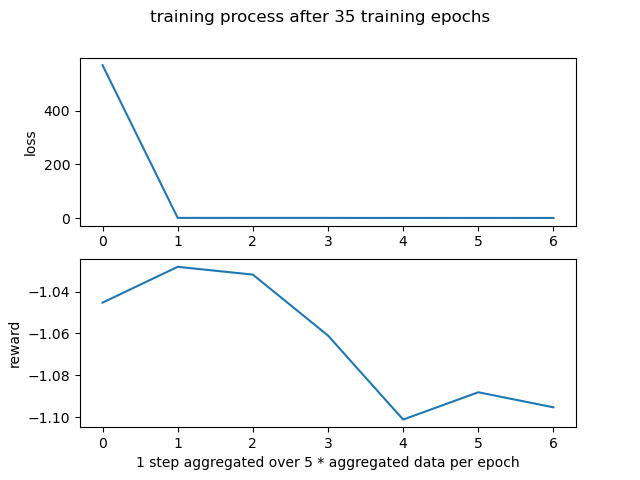 training process after 35 training epochs
400
200
0
loss
0 1 2 3 4 5 6
−1.04
−1.06
−1.08
−1.10
reward
0 1 2 3 4 5 6
1 step aggregated over 5 * aggregated data per epoch